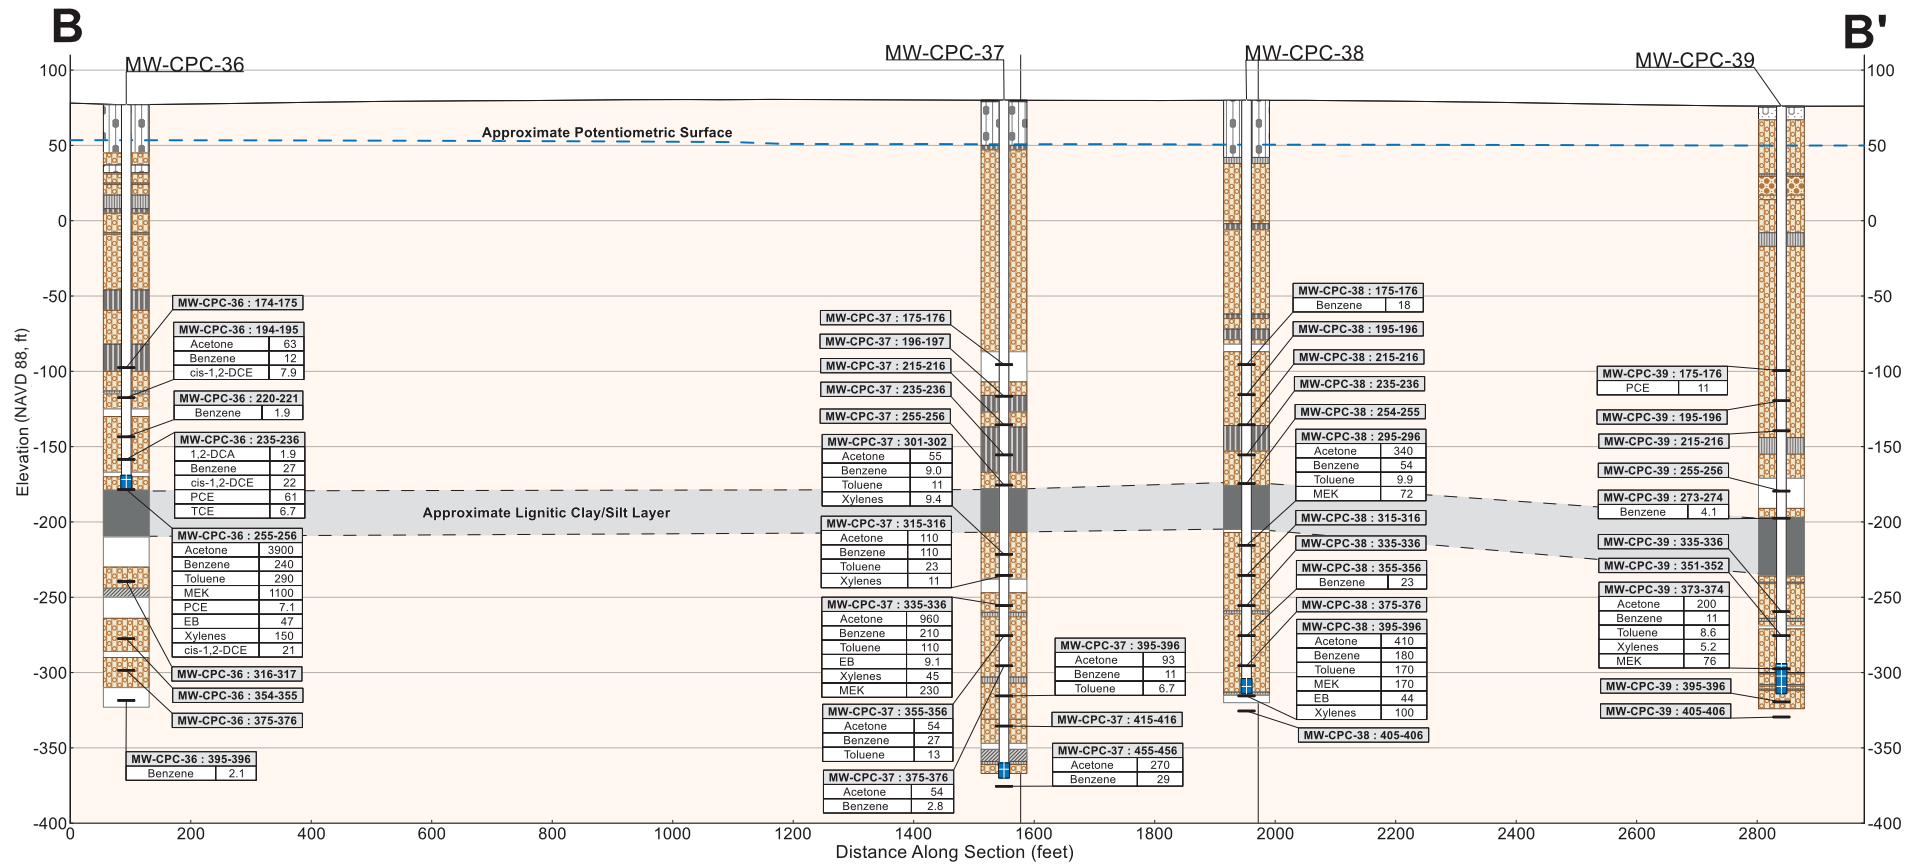 B
B'
MW-CPC-36
MW-CPC-37
MW-CPC-38
MW-CPC-39
Elevation (NAVD 88, ft)
100
50
0
-50
-100
-150
-200
-250
-300
-350
-400
100
50
0
-50
-100
-150
-200
-250
-300
-350
-400
Approximate Potentiometric Surface
Approximate Lignitic Clay/Silt Layer
MW-CPC-36 : 174-175
MW-CPC-36 : 194-195
Acetone 63
Benzene 12
cis-1,2-DCE 7.9
MW-CPC-36 : 220-221
Benzene 1.9
MW-CPC-36 : 235-236
1,2-DCA 1.9
Benzene 27
cis-1,2-DCE 22
PCE 61
TCE 6.7
MW-CPC-36 : 255-256
Acetone 3900
Benzene 240
Toluene 290
MEK 1100
PCE 7.1
EB 47
Xylenes 150
cis-1,2-DCE 21
MW-CPC-36 : 316-317
MW-CPC-36 : 354-355
MW-CPC-36 : 375-376
MW-CPC-36 : 395-396
Benzene 2.1
MW-CPC-37 : 175-176
MW-CPC-37 : 196-197
MW-CPC-37 : 215-216
MW-CPC-37 : 235-236
MW-CPC-37 : 255-256
MW-CPC-37 : 301-302
Acetone 55
Benzene 9.0
Toluene 11
Xylenes 9.4
MW-CPC-37 : 315-316
Acetone 110
Benzene 110
Toluene 23
Xylenes 11
MW-CPC-37 : 335-336
Acetone 960
Benzene 210
Toluene 110
EB 9.1
Xylenes 45
MEK 230
MW-CPC-37 : 355-356
Acetone 54
Benzene 27
Toluene 13
MW-CPC-37 : 375-376
Acetone 54
Benzene 2.8
MW-CPC-37 : 395-396
Acetone 93
Benzene 11
Toluene 6.7
MW-CPC-37 : 415-416
MW-CPC-37 : 455-456
Acetone 270
Benzene 29
MW-CPC-38 : 175-176
Benzene 18
MW-CPC-38 : 195-196
MW-CPC-38 : 215-216
MW-CPC-38 : 235-236
MW-CPC-38 : 254-255
MW-CPC-38 : 295-296
Acetone 340
Benzene 54
Toluene 9.9
MEK 72
MW-CPC-38 : 315-316
MW-CPC-38 : 335-336
MW-CPC-38 : 355-356
Benzene 23
MW-CPC-38 : 375-376
MW-CPC-38 : 395-396
Acetone 410
Benzene 180
Toluene 170
MEK 170
EB 44
Xylenes 100
MW-CPC-38 : 405-406
MW-CPC-39 : 175-176
PCE 11
MW-CPC-39 : 195-196
MW-CPC-39 : 215-216
MW-CPC-39 : 255-256
MW-CPC-39 : 273-274
Benzene 4.1
MW-CPC-39 : 335-336
MW-CPC-39 : 351-352
MW-CPC-39 : 373-374
Acetone 200
Benzene 11
Toluene 8.6
Xylenes 5.2
MEK 76
MW-CPC-39 : 395-396
MW-CPC-39 : 405-406
0 200 400 600 800 1000 1200 1400 1600 1800 2000 2200 2400 2600 2800
Distance Along Section (feet)